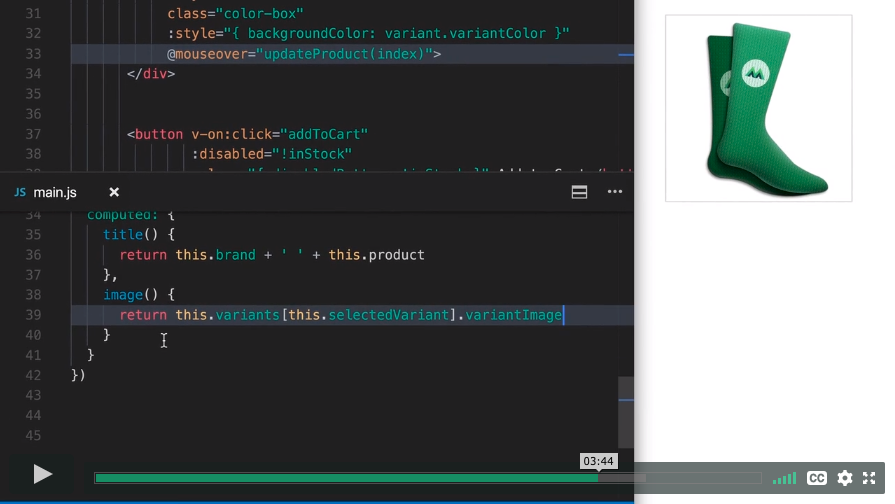 31 class="color-box"
32 :style="{ backgroundColor: variant.variantColor }"
33 @mouseover="updateProduct(index)">
34 </div>
35
36
37 <button v-on:click="addToCart"
38 :disabled="!inStock"
JS main.js ×
34 computed: {
35 title() {
36 return this.brand + ' ' + this.product
37 },
38 image() {
39 return this.variants[this.selectedVariant].variantImage
40 }
41 }
42 })
43
44
45
03:44
CC